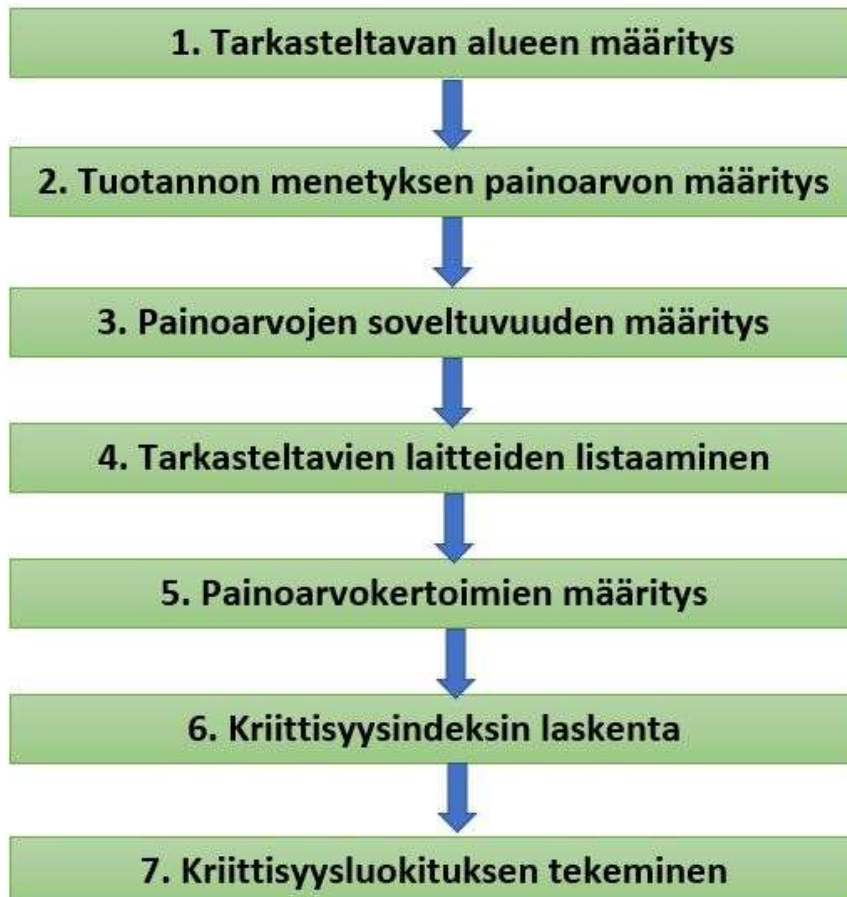 1. Tarkasteltavan alueen määritys
2. Tuotannon menetyksen painoarvon määritys
3. Painoarvojen soveltuvuuden määritys
4. Tarkasteltavien laitteiden listaaminen
5. Painoarvokertoimien määritys
6. Kriittisyysindeksin laskenta
7. Kriittisyysluokituksen tekeminen